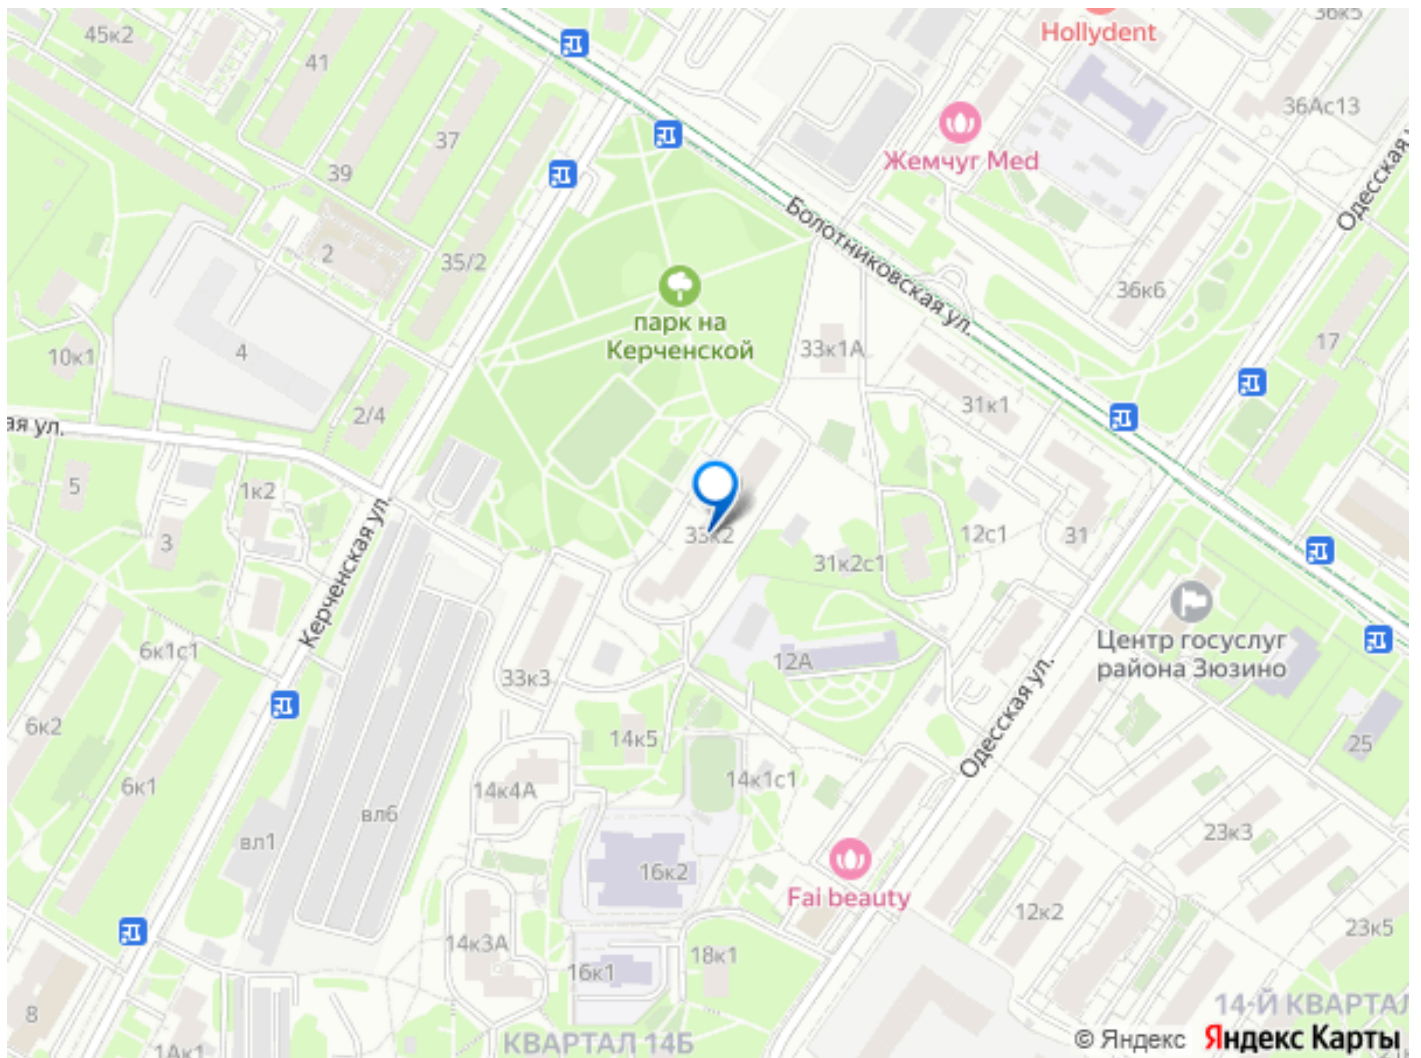 45к2
41
Hollydent
36к5
36Ас13
37
39
Жемчуг Med
Одесская
Болотниковская ул.
2
35/2
36к6
парк на
Керченской
33к1А
17
10к1
4
2/4
31к1
ая ул.
5
1к2
3
33к2
12с1
31
31к2с1
Керченская ул.
Центр госуслуг
района Зюзино
6к1с1
33к3
12А
Одесская ул.
6к2
14к5
25
6к1
14к4А
14к1с1
вл6
вл1
23к3
16к2
Fai beauty
12к2
23к5
14к3А
18к1
16к1
8
14-Й КВАРТАЛ
1Ак1
КВАРТАЛ 14Б
© Яндекс Яндекс Карты